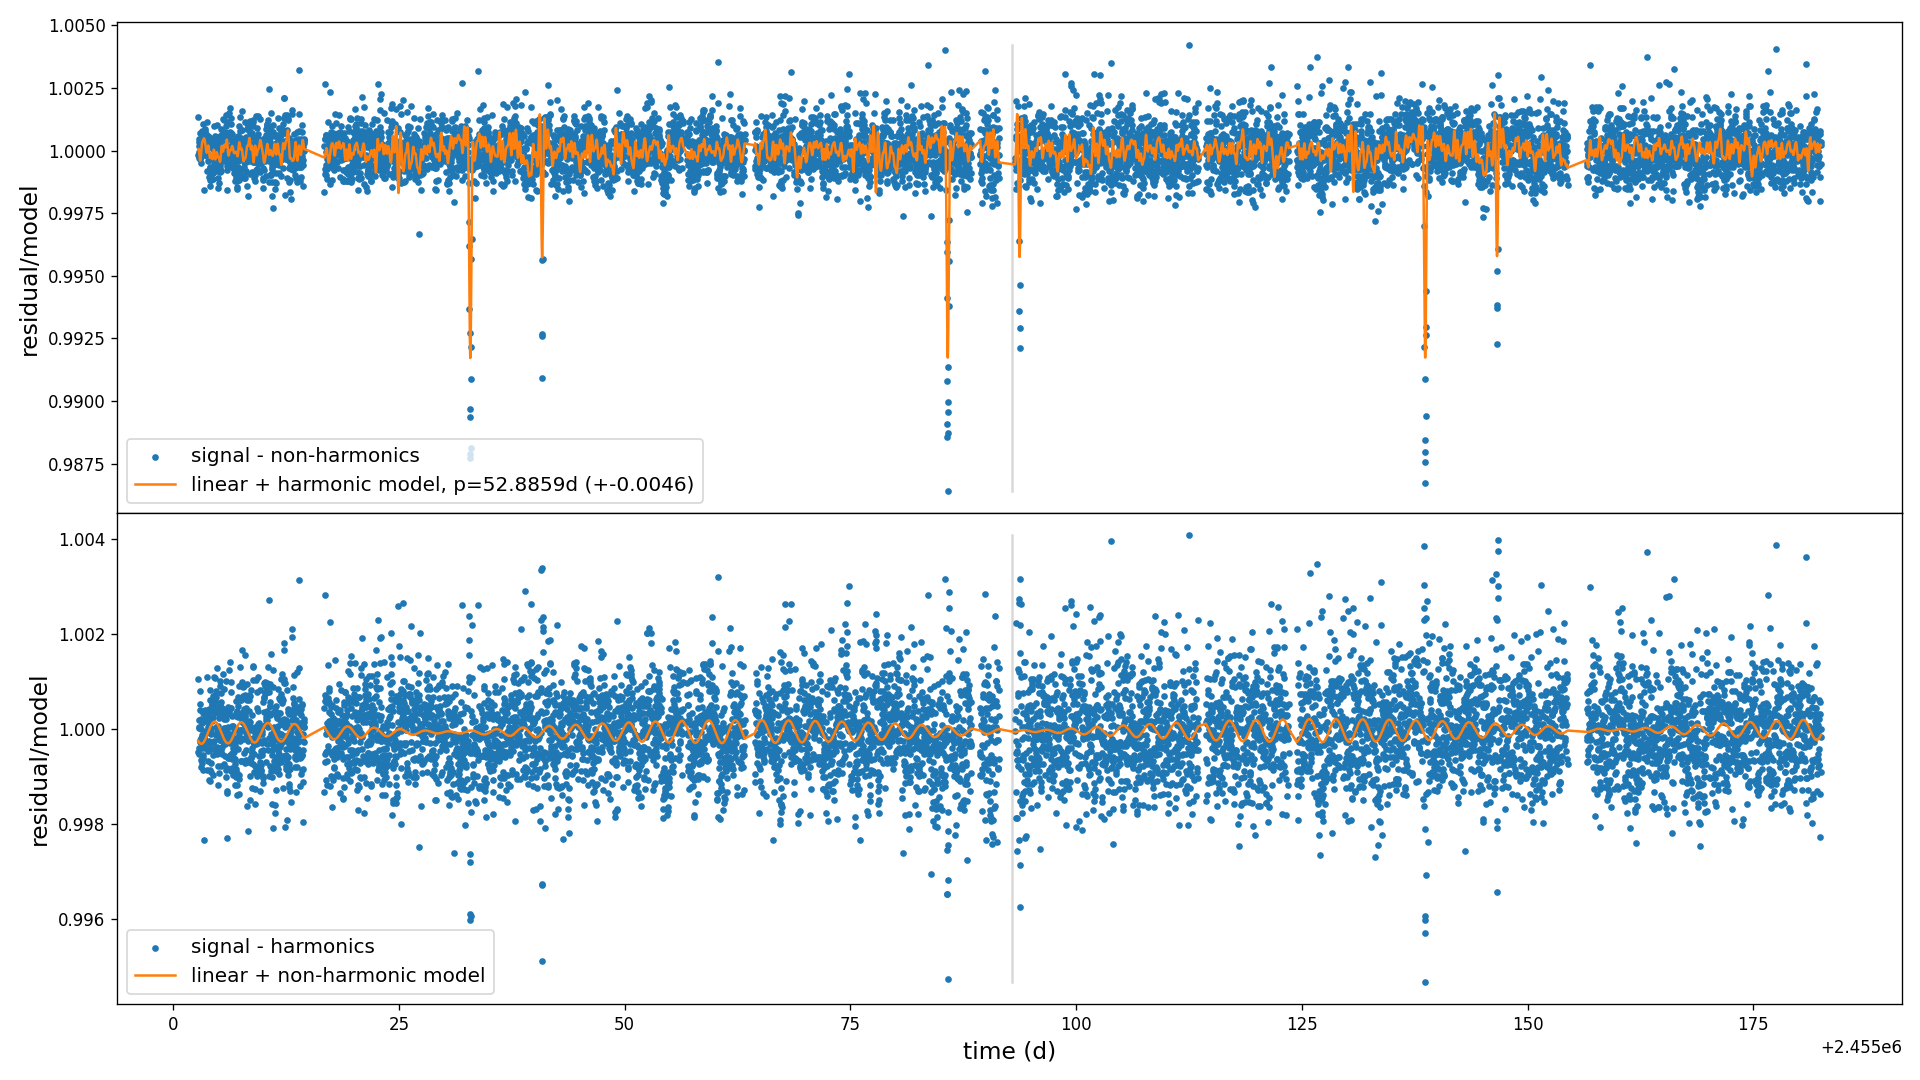 1.0050
1.0025
1.0000
0.9975
0.9950
0.9925
0.9900
0.9875
residual/model
signal - non-harmonics
linear + harmonic model, p=52.8859d (+-0.0046)
1.004
1.002
1.000
0.998
0.996
residual/model
signal - harmonics
linear + non-harmonic model
0 25 50 75 100 125 150 175
time (d)
+2.455e6